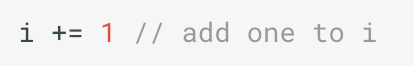 i += 1 // add one to i